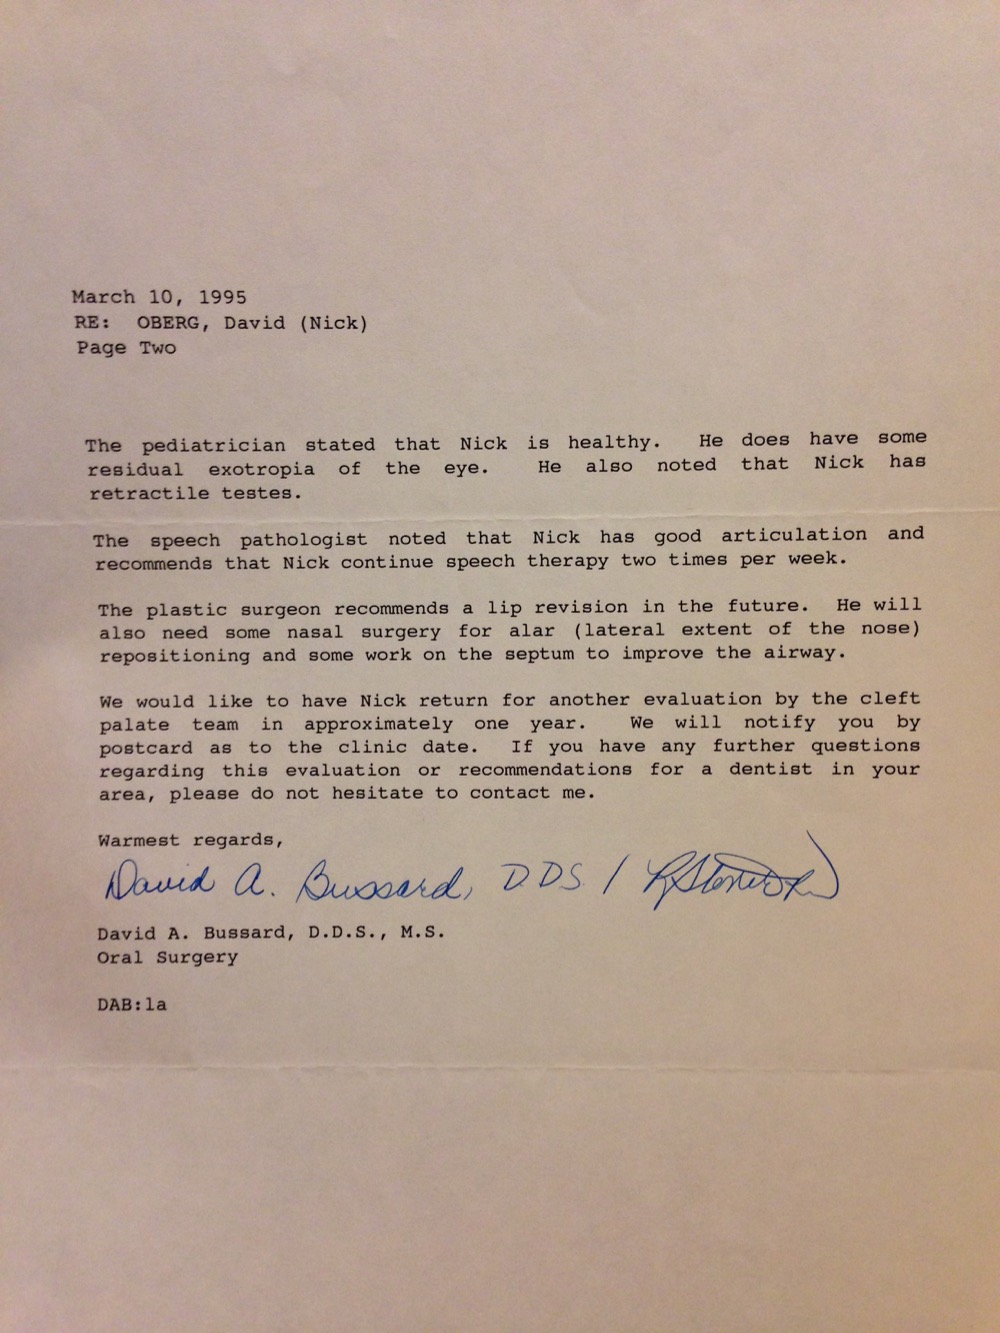 March 10, 1995
RE: OBERG, David (Nick)
Page Two
The pediatrician stated that Nick is healthy. He does have some
residual exotropia of the eye. He also noted that Nick has
retractile testes.
The speech pathologist noted that Nick has good articulation and
recommends that Nick continue speech therapy two times per week.
The plastic surgeon recommends a lip revision in the future. He will
also need some nasal surgery for alar (lateral extent of the nose)
repositioning and some work on the septum to improve the airway.
We would like to have Nick return for another evaluation by the cleft
palate team in approximately one year. We will notify you by
postcard as to the clinic date. If you have any further questions
regarding this evaluation or recommendations for a dentist in your
area, please do not hesitate to contact me.
Warmest regards,
David A. Bussard, D.D.S. /
David A. Bussard, D.D.S., M.S.
Oral Surgery
DAB:la